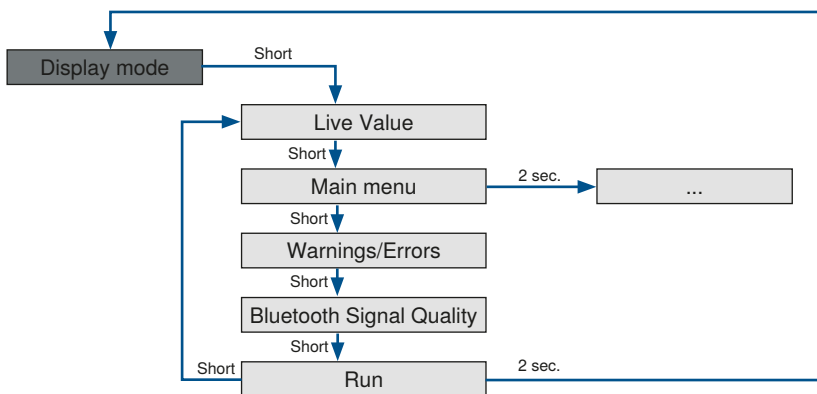 Short
Display mode
Live Value
Short
Main menu
2 sec.
...
Short
Warnings/Errors
Short
Bluetooth Signal Quality
Short
Short
Run
2 sec.